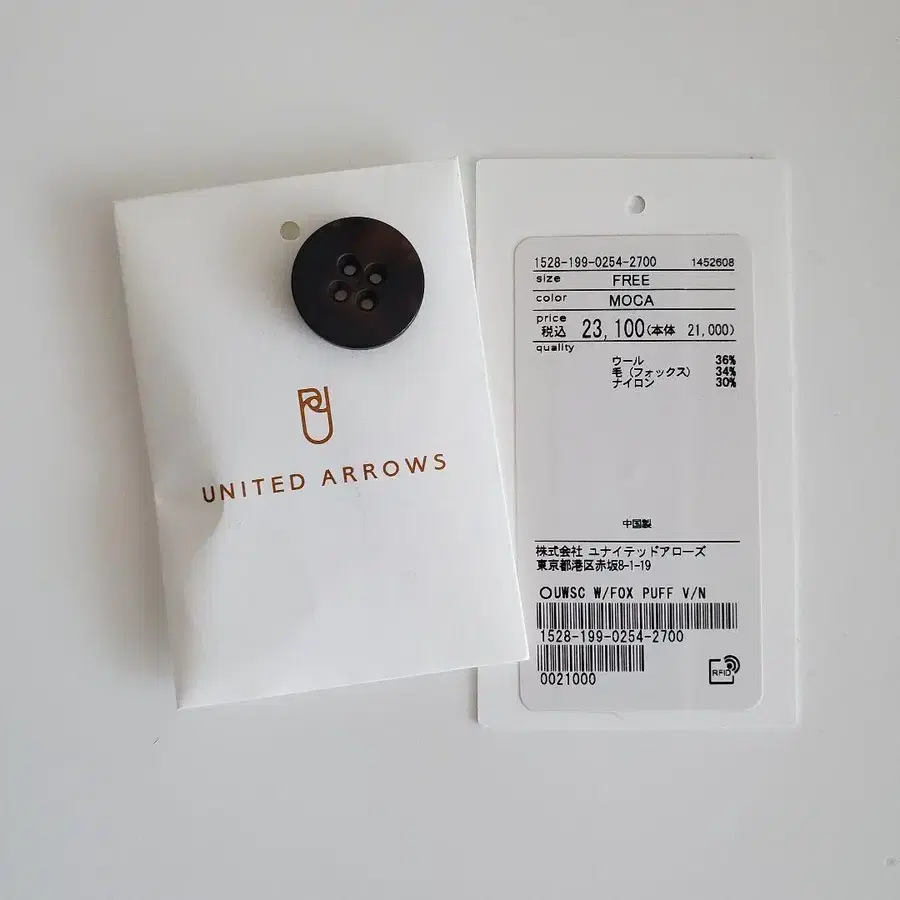 UNITED ARROWS
1528-199-0254-2700 1452608
size FREE
color MOCA
price
税込 23,100(本体 21,000)
quality
ウール 36%
毛(フォックス) 34%
ナイロン 30%
中国製
株式会社 ユナイテッドアローズ
東京都港区赤坂8-1-19
○UWSC W/FOX PUFF V/N
1528-199-0254-2700
0021000
RFID